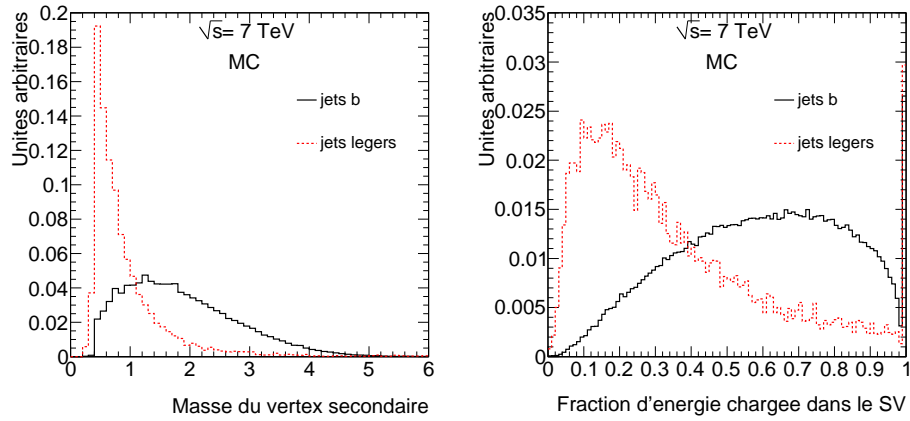 Unites arbitraires
0.2
0.18
0.16
0.14
0.12
0.1
0.08
0.06
0.04
0.02
0
√s= 7 TeV
MC
jets b
jets legers
0 1 2 3 4 5 6
Masse du vertex secondaire
Unites arbitraires
0.035
0.03
0.025
0.02
0.015
0.01
0.005
0.000
√s= 7 TeV
MC
jets b
jets legers
0 0.1 0.2 0.3 0.4 0.5 0.6 0.7 0.8 0.9 1
Fraction d'energie chargee dans le SV